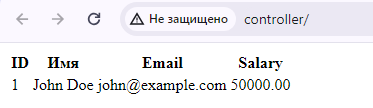 Не защищено controller/
ID Имя Email Salary
1 John Doe john@example.com 50000.00